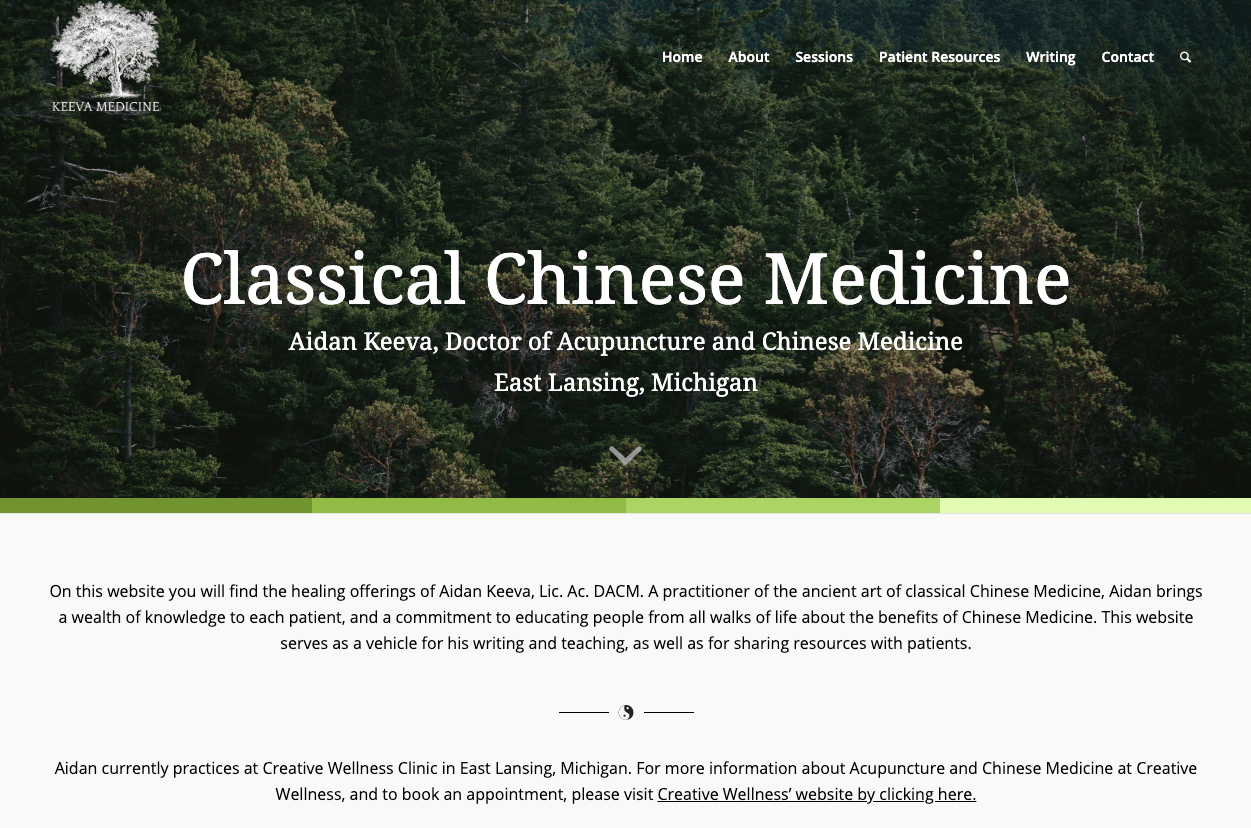 KEEVA MEDICINE
Home About Sessions Patient Resources Writing Contact
Classical Chinese Medicine
Aidan Keeva, Doctor of Acupuncture and Chinese Medicine
East Lansing, Michigan
On this website you will find the healing offerings of Aidan Keeva, Lic. Ac. DACM. A practitioner of the ancient art of classical Chinese Medicine, Aidan brings
a wealth of knowledge to each patient, and a commitment to educating people from all walks of life about the benefits of Chinese Medicine. This website
serves as a vehicle for his writing and teaching, as well as for sharing resources with patients.
Aidan currently practices at Creative Wellness Clinic in East Lansing, Michigan. For more information about Acupuncture and Chinese Medicine at Creative
Wellness, and to book an appointment, please visit Creative Wellness’ website by clicking here.